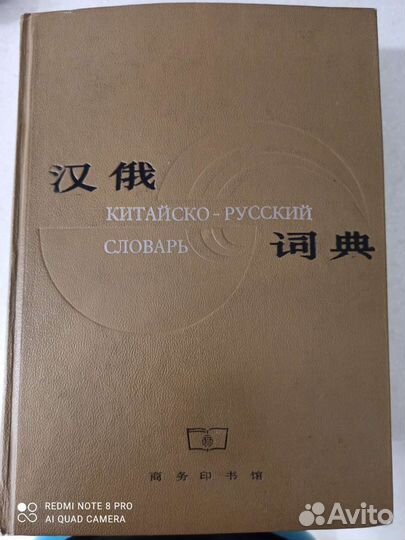 汉俄
КИТАЙСКО-РУССКИЙ
СЛОВАРЬ
词典
商务印书馆
REDMI NOTE 8 PRO
AI QUAD CAMERA
Avito